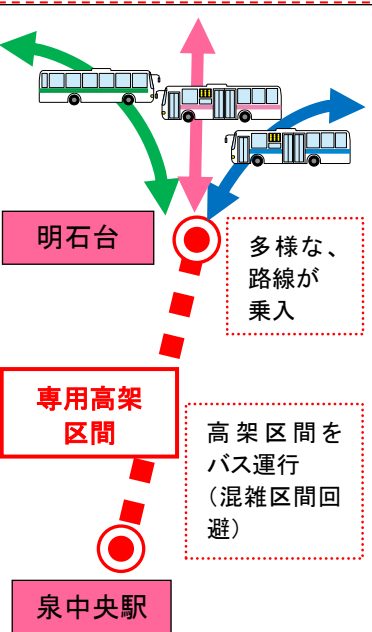 明石台
多様な、
路線が
乗入
専用高架
区間
高架区間を
バス運行
（混雑区間回
避）
泉中央駅